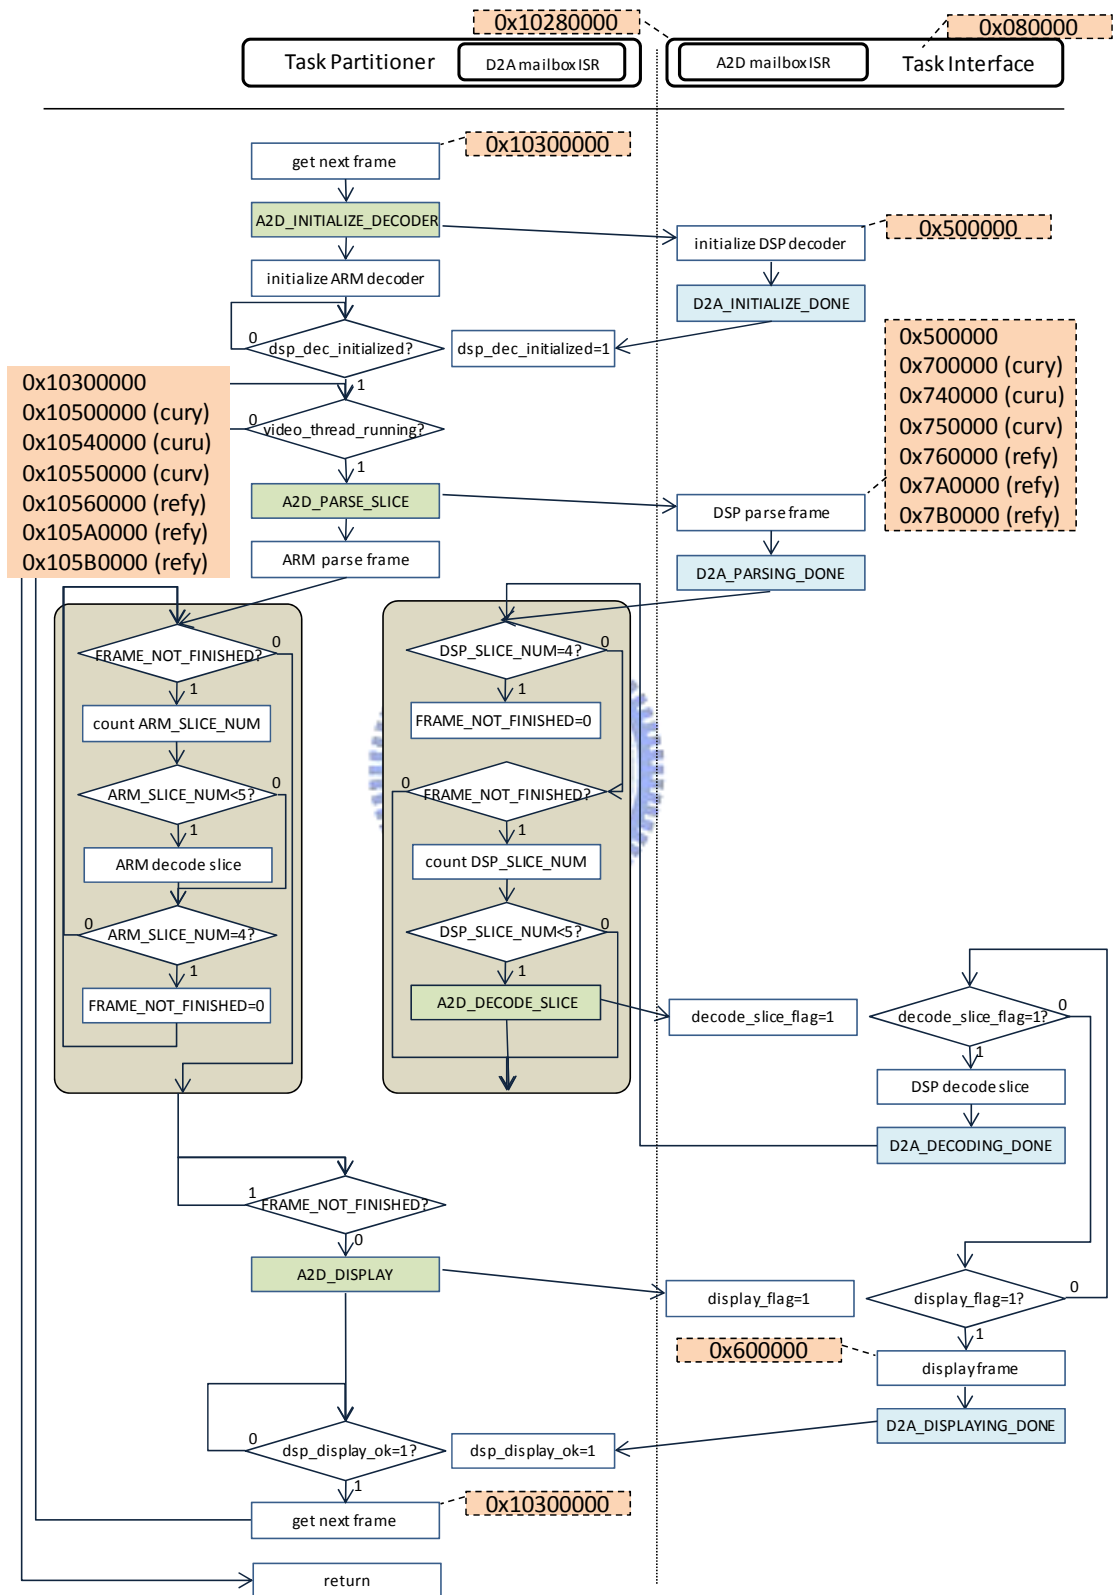 0x10280000
0x080000
Task Partitioner
D2A mailbox ISR
A2D mailbox ISR
Task Interface
0x10300000
get next frame
A2D_INITIALIZE_DECODER
initialize DSP decoder
0x500000
initialize ARM decoder
D2A_INITIALIZE_DONE
0
dsp_dec_initialized?
dsp_dec_initialized=1
1
0x10300000
0x10500000 (cury)
0x10540000 (curu)
0x10550000 (curv)
0x10560000 (refy)
0x105A0000 (refy)
0x105B0000 (refy)
0x500000
0x700000 (cury)
0x740000 (curu)
0x750000 (curv)
0x760000 (refy)
0x7A0000 (refy)
0x7B0000 (refy)
0
video_thread_running?
1
A2D_PARSE_SLICE
DSP parse frame
ARM parse frame
D2A_PARSING_DONE
FRAME_NOT_FINISHED?
0
1
count ARM_SLICE_NUM
ARM_SLICE_NUM<5?
0
1
ARM decode slice
0
ARM_SLICE_NUM=4?
1
FRAME_NOT_FINISHED=0
DSP_SLICE_NUM=4?
0
1
FRAME_NOT_FINISHED=0
0
FRAME_NOT_FINISHED?
1
count DSP_SLICE_NUM
DSP_SLICE_NUM<5?
0
1
A2D_DECODE_SLICE
decode_slice_flag=1
decode_slice_flag=1?
0
1
DSP decode slice
D2A_DECODING_DONE
1
FRAME_NOT_FINISHED?
0
A2D_DISPLAY
display_flag=1
display_flag=1?
0
1
0x600000
display frame
D2A_DISPLAYING_DONE
0
dsp_display_ok=1?
dsp_display_ok=1
1
0x10300000
get next frame
return